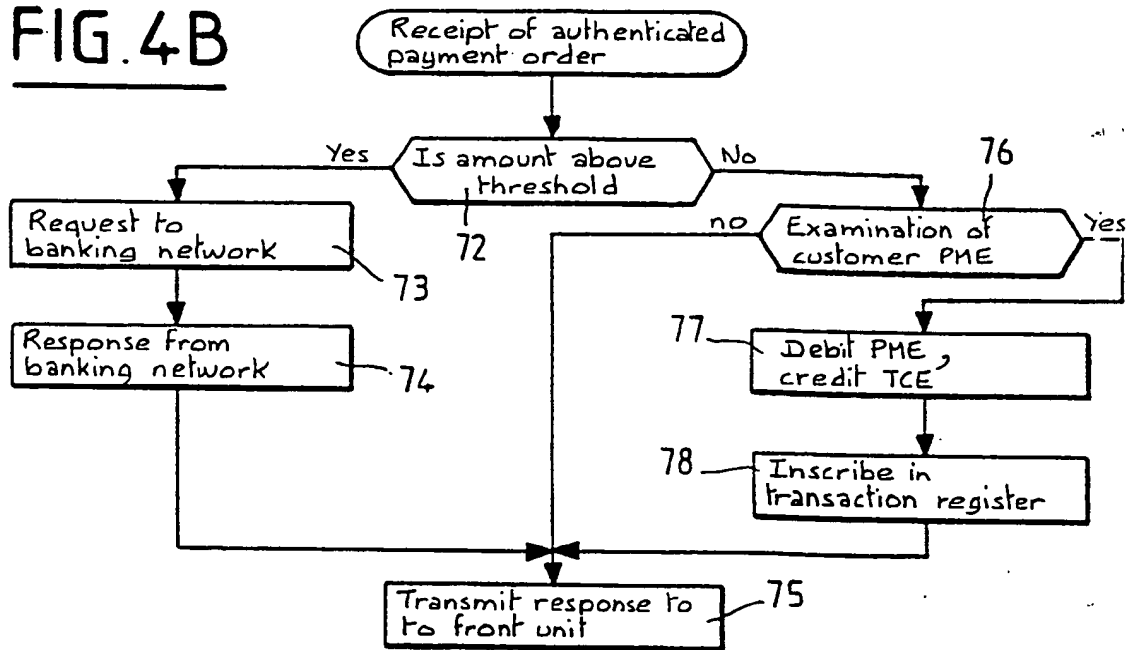 FIG.4B
Receipt of authenticated
payment order
Yes
Is amount above
threshold
No
72
76
Request to
banking network
73
no
Examination of
customer PME
Yes
Response from
banking network
74
77
Debit PME,
credit TCE
78
Inscribe in
transaction register
Transmit response to
to front unit
75